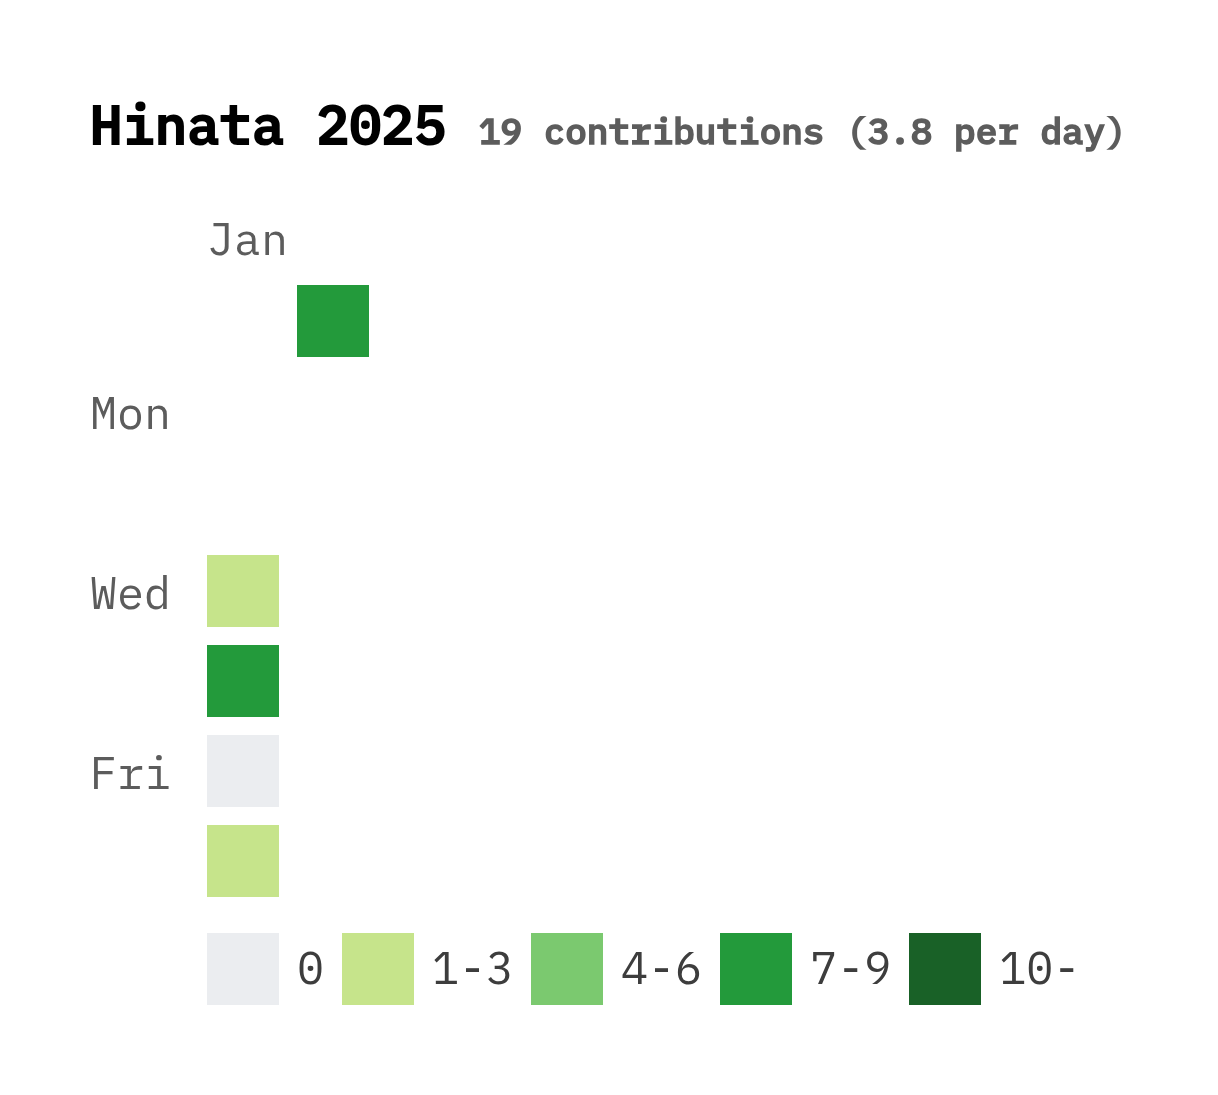 Hinata 2025 19 contributions (3.8 per day)
Jan
Mon
Wed
Fri
0 1-3 4-6 7-9 10-